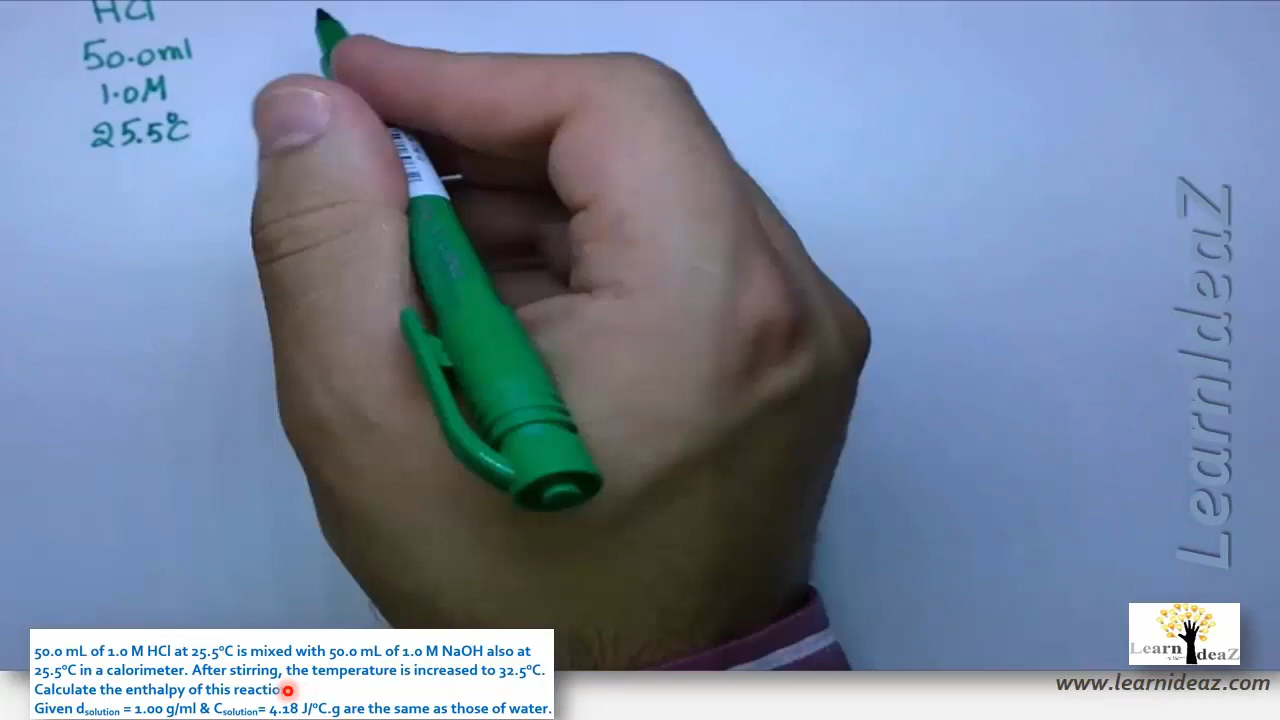 HCl
50.0ml
1.0M
25.5°C
LearnIdeaZ
50.0 mL of 1.0 M HCl at 25.5°C is mixed with 50.0 mL of 1.0 M NaOH also at
25.5°C in a calorimeter. After stirring, the temperature is increased to 32.5°C.
Calculate the enthalpy of this reactio
Given dsolution = 1.00 g/ml & Csolution= 4.18 J/°C.g are the same as those of water.
Learn IdeaZ
www.learnideaz.com